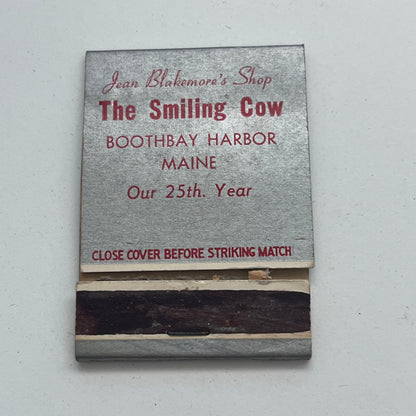 Jean Blakemore's Shop
The Smiling Cow
BOOTHBAY HARBOR
MAINE
Our 25th. Year
CLOSE COVER BEFORE STRIKING MATCH